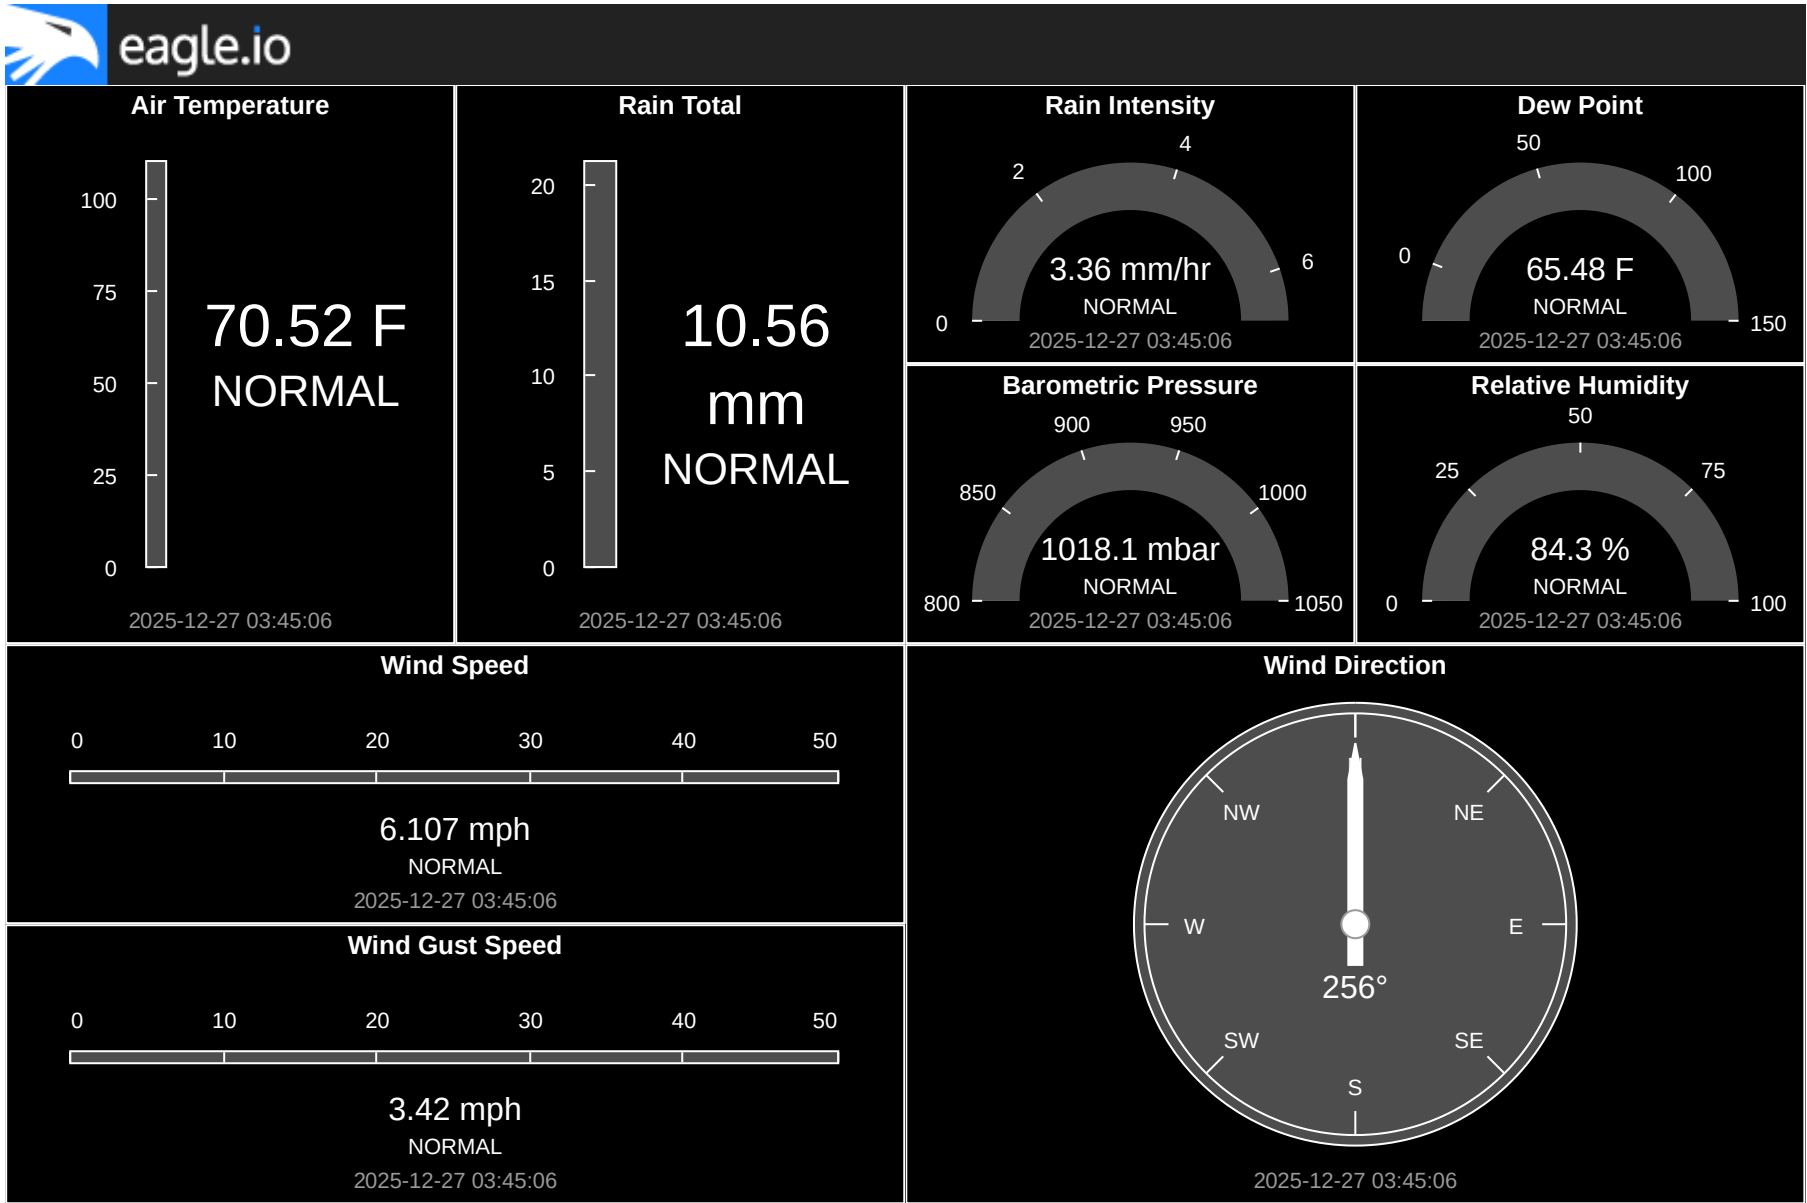 eagle.io
Air Temperature
100
75
50
25
0
70.52 F
NORMAL
2025-12-27 03:45:06
Rain Total
20
15
10
5
0
10.56
mm
NORMAL
2025-12-27 03:45:06
Rain Intensity
0
2
4
6
3.36 mm/hr
NORMAL
2025-12-27 03:45:06
Dew Point
0
50
100
150
65.48 F
NORMAL
2025-12-27 03:45:06
Barometric Pressure
800
850
900
950
1000
1050
1018.1 mbar
NORMAL
2025-12-27 03:45:06
Relative Humidity
0
25
50
75
100
84.3 %
NORMAL
2025-12-27 03:45:06
Wind Speed
0 10 20 30 40 50
6.107 mph
NORMAL
2025-12-27 03:45:06
Wind Gust Speed
0 10 20 30 40 50
3.42 mph
NORMAL
2025-12-27 03:45:06
Wind Direction
NW NE
W E
256°
SW SE
S
2025-12-27 03:45:06